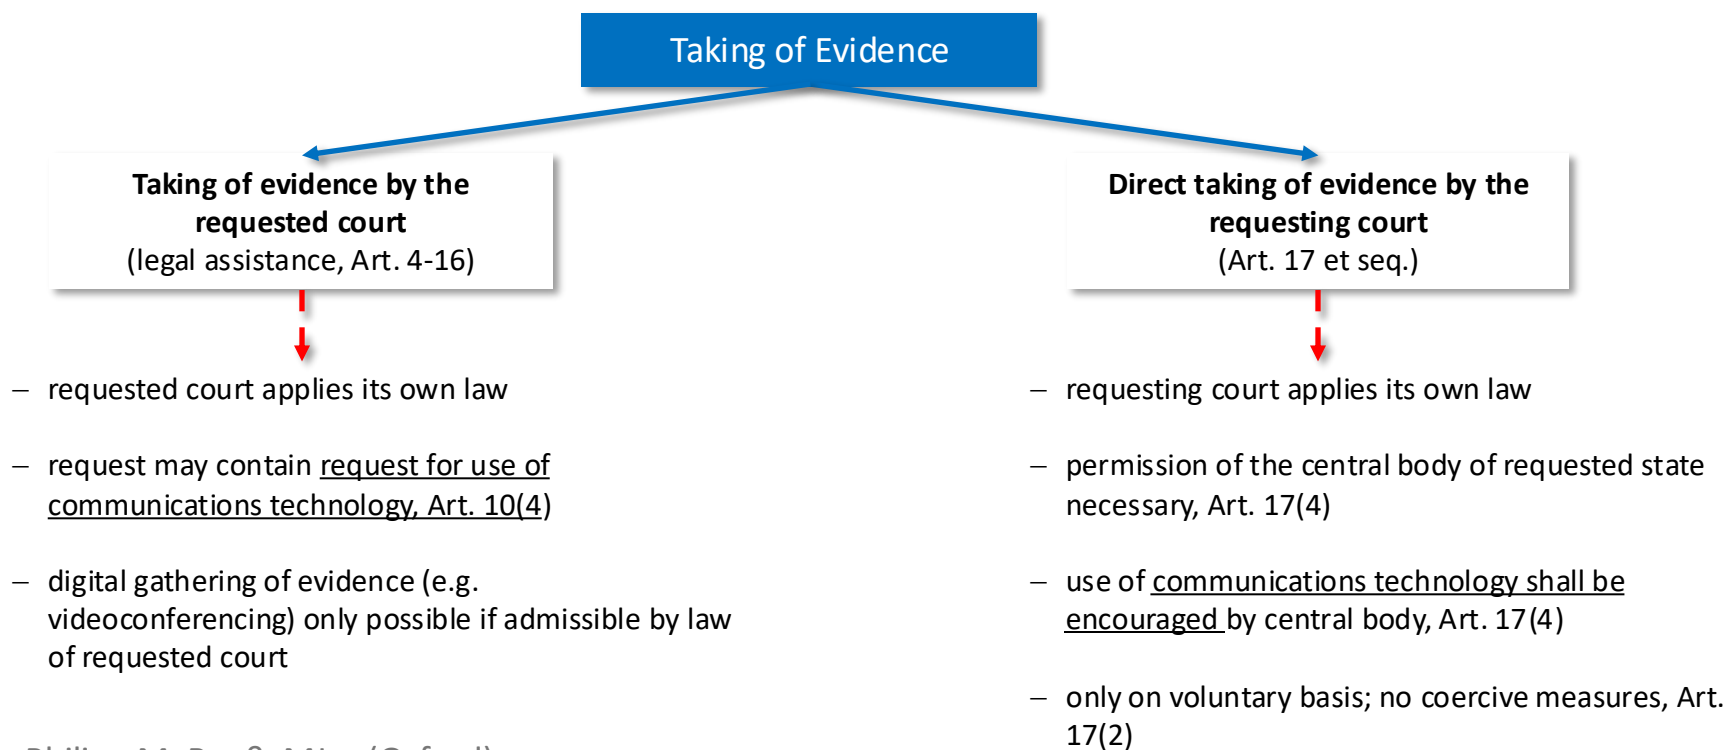 Taking of Evidence
Taking of evidence by the
requested court
(legal assistance, Art. 4-16)
– requested court applies its own law
– request may contain request for use of
communications technology, Art. 10(4)
– digital gathering of evidence (e.g.
videoconferencing) only possible if admissible by law
of requested court
Direct taking of evidence by the
requesting court
(Art. 17 et seq.)
– requesting court applies its own law
– permission of the central body of requested state
necessary, Art. 17(4)
– use of communications technology shall be
encouraged by central body, Art. 17(4)
– only on voluntary basis; no coercive measures, Art.
17(2)